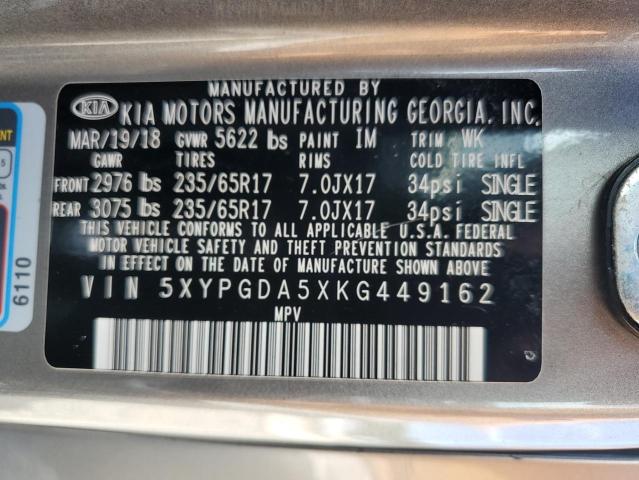 MANUFACTURED BY
KIA KIA MOTORS MANUFACTURING GEORGIA, INC.
MAR/19/18 GVWR 5622 lbs PAINT IM TRIM WK
GAWR TIRES RIMS COLD TIRE INFL
FRONT 2976 lbs 235/65R17 7.0JX17 34psi SINGLE
REAR 3075 lbs 235/65R17 7.0JX17 34psi SINGLE
THIS VEHICLE CONFORMS TO ALL APPLICABLE U.S.A. FEDERAL
MOTOR VEHICLE SAFETY AND THEFT PREVENTION STANDARDS
IN EFFECT ON THE DATE OF MANUFACTURE SHOWN ABOVE.
VIN 5XYPGDA5XKG449162
MPV
5
6110